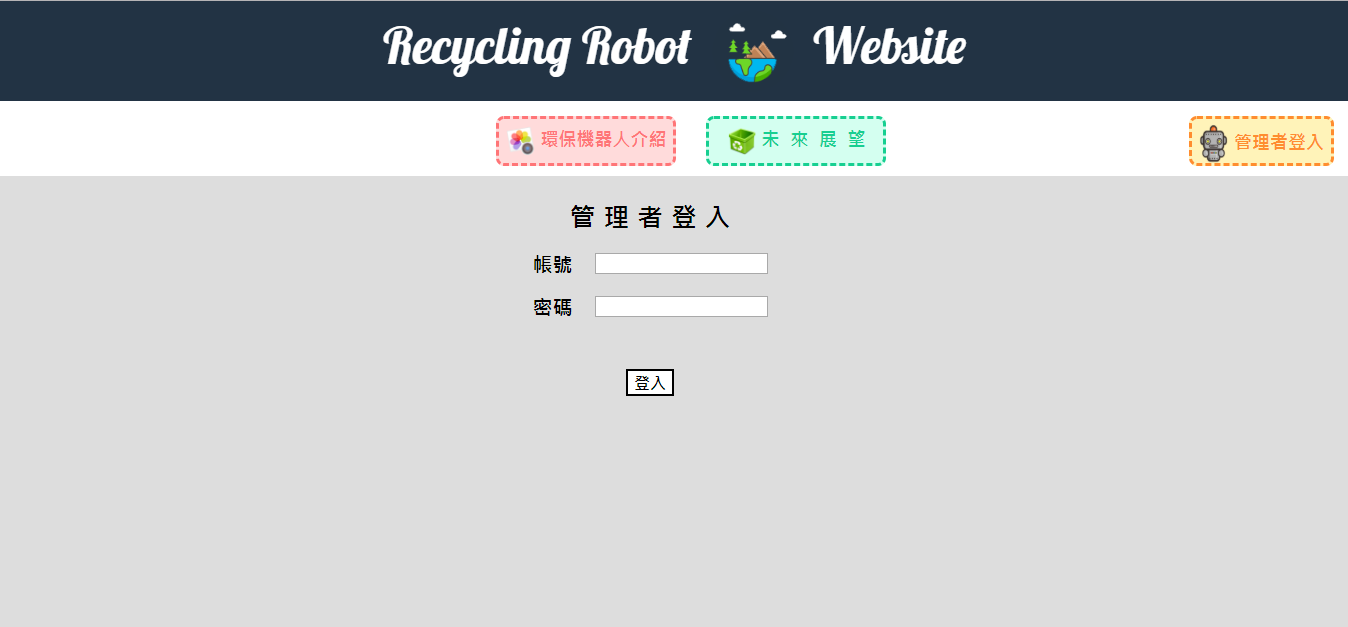 Recycling Robot Website
環保機器人介紹 未來展望 管理者登入
管理者登入
帳號
密碼
登入